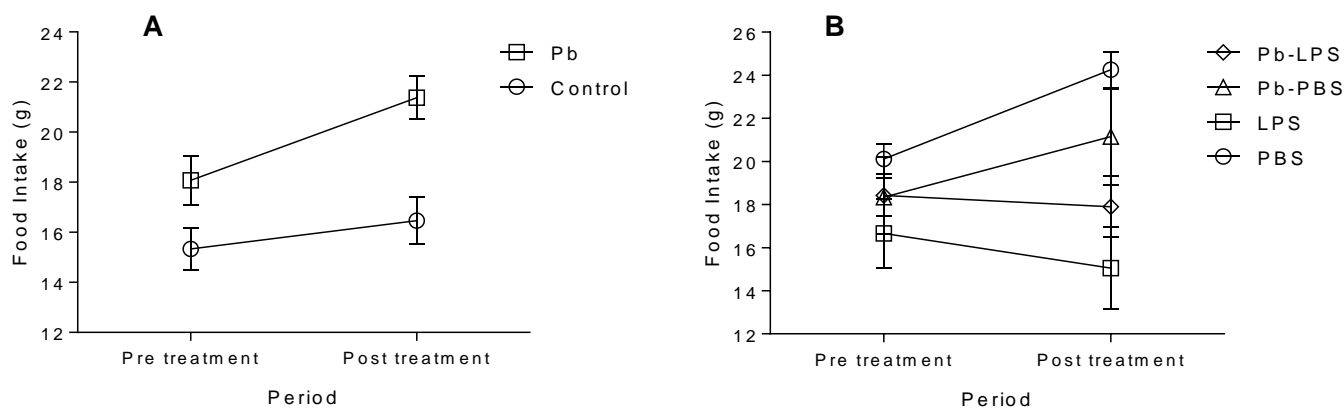 A
24
22
20
18
16
14
12
Food Intake (g)
Pre treatment
Post treatment
Period
Pb
Control
B
26
24
22
20
18
16
14
12
Food Intake (g)
Pre treatment
Post treatment
Period
Pb-LPS
Pb-PBS
LPS
PBS